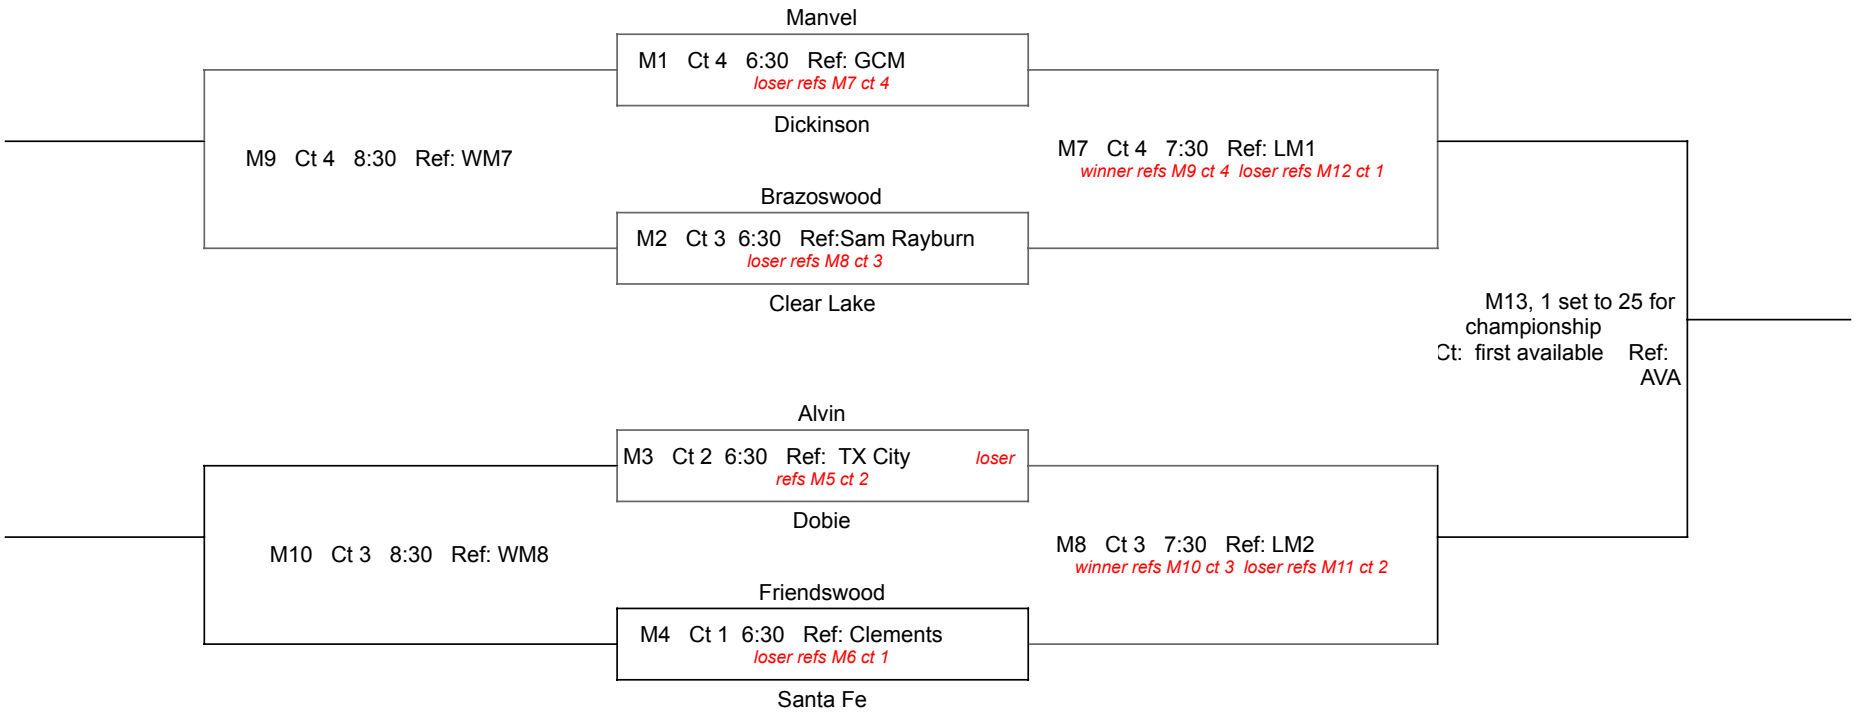 Manvel
M1 Ct 4 6:30 Ref: GCM
loser refs M7 ct 4
Dickinson
M9 Ct 4 8:30 Ref: WM7
M7 Ct 4 7:30 Ref: LM1
winner refs M9 ct 4 loser refs M12 ct 1
Brazoswood
M2 Ct 3 6:30 Ref:Sam Rayburn
loser refs M8 ct 3
Clear Lake
M13, 1 set to 25 for
championship
Ct: first available Ref:
AVA
Alvin
M3 Ct 2 6:30 Ref: TX City loser
refs M5 ct 2
Dobie
M10 Ct 3 8:30 Ref: WM8
M8 Ct 3 7:30 Ref: LM2
winner refs M10 ct 3 loser refs M11 ct 2
Friendswood
M4 Ct 1 6:30 Ref: Clements
loser refs M6 ct 1
Santa Fe